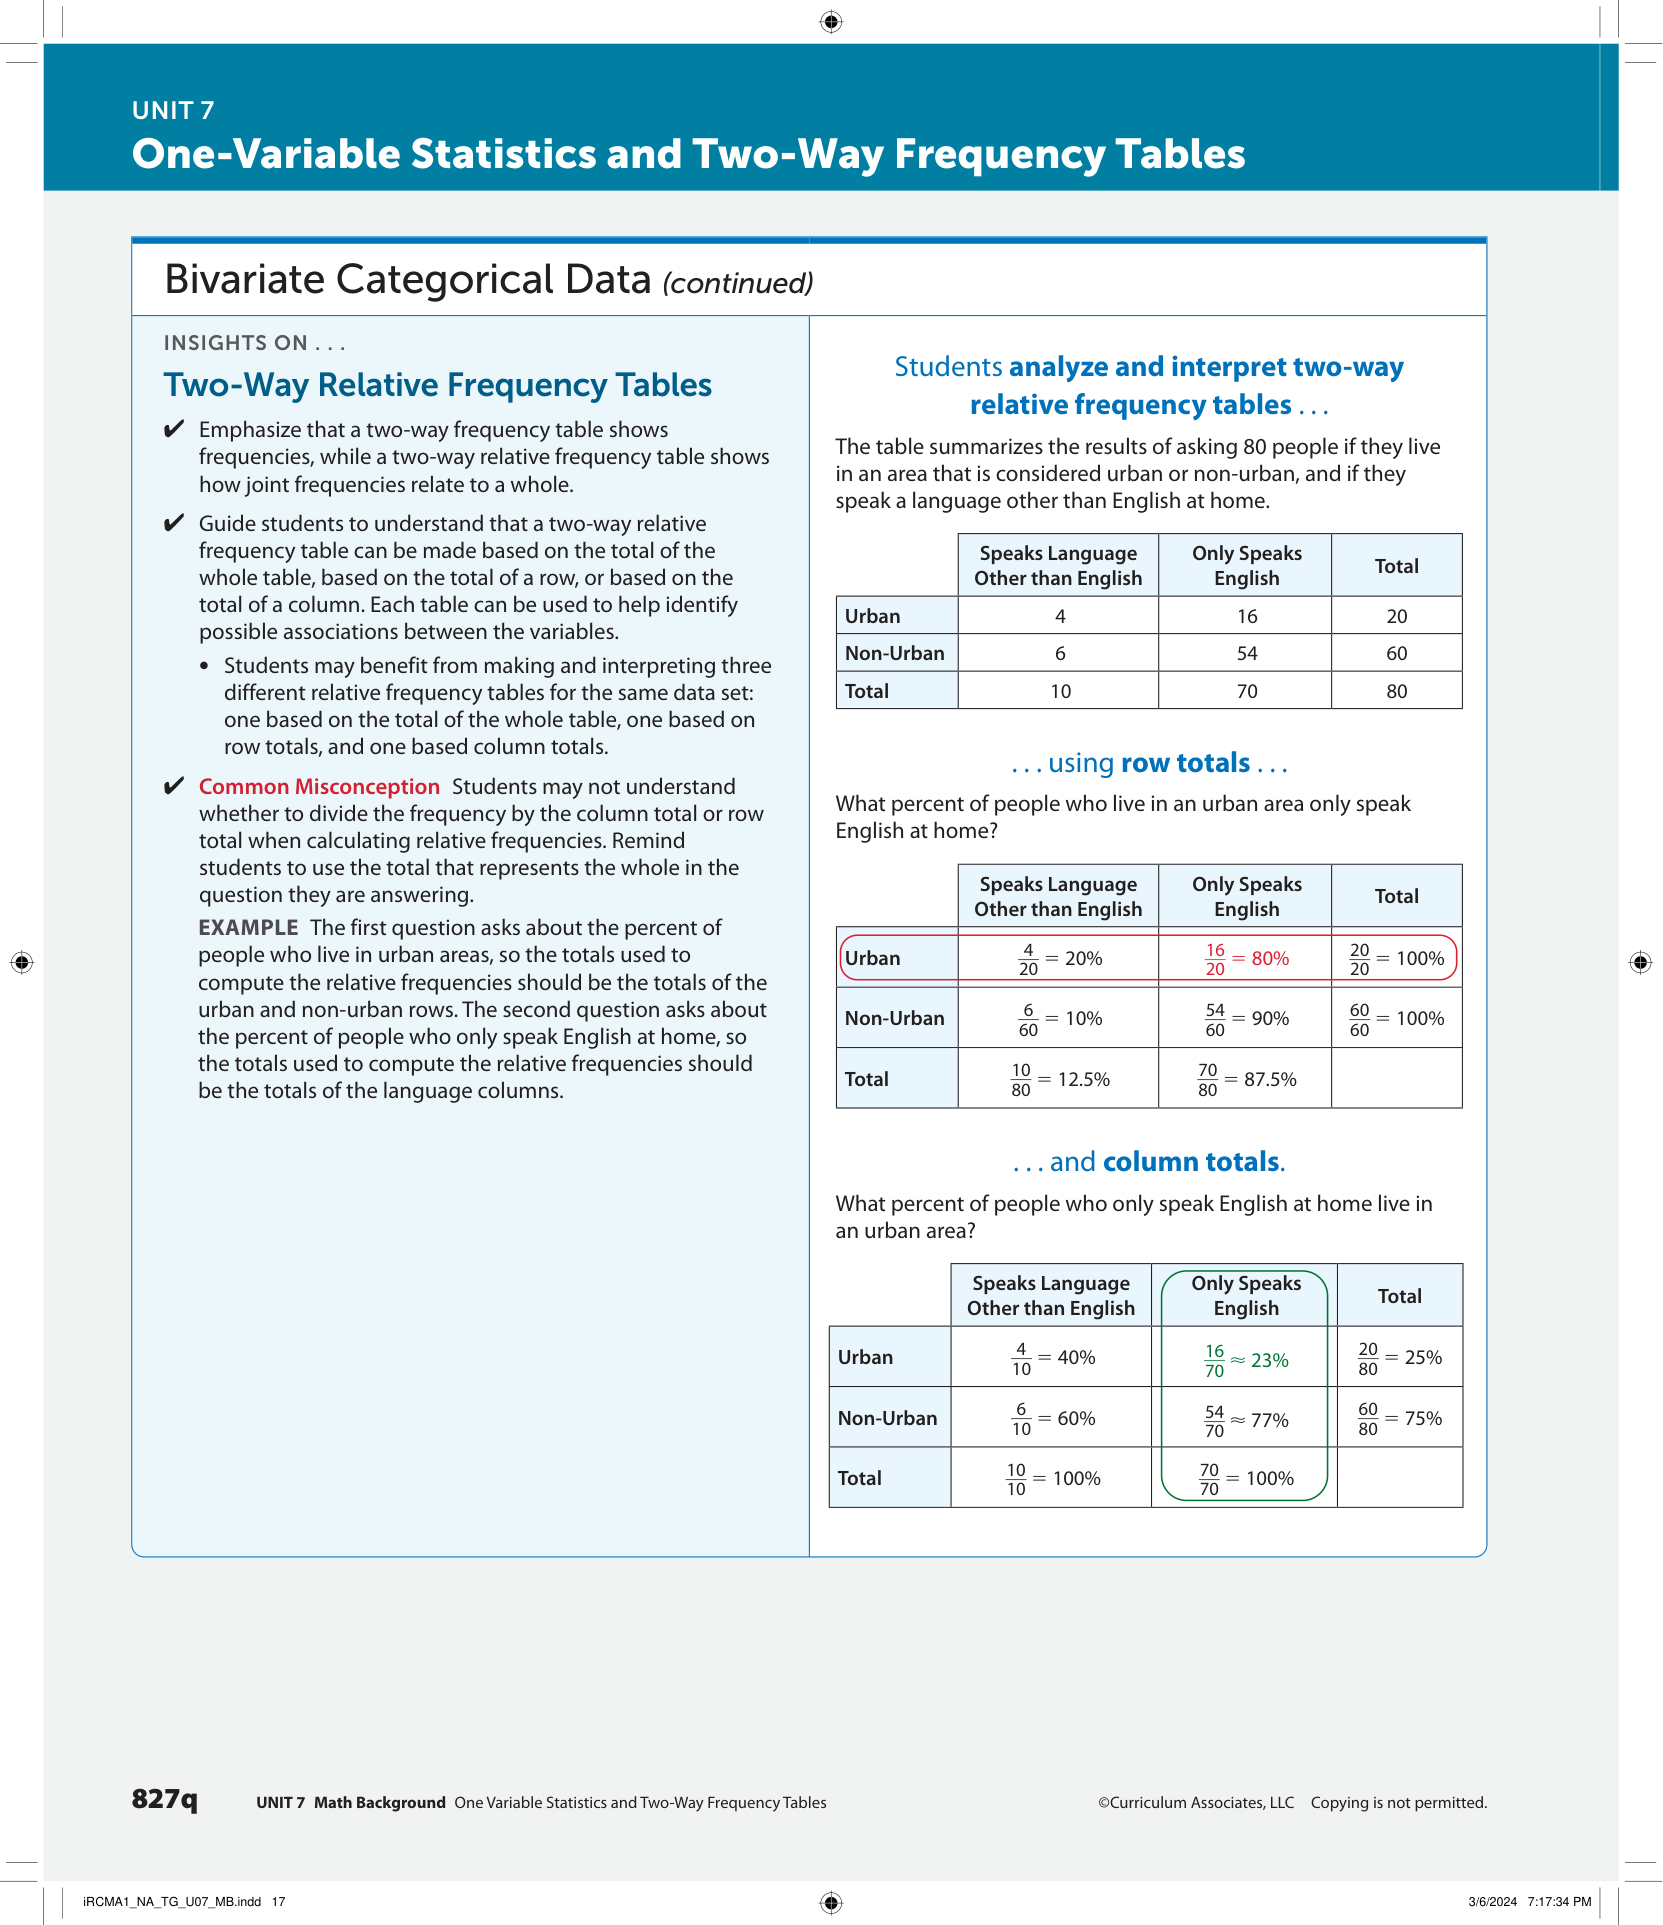 UNIT 7
One-Variable Statistics and Two-Way Frequency Tables
Bivariate Categorical Data (continued)
INSIGHTS ON . . .
Two-Way Relative Frequency Tables
✔ Emphasize that a two-way frequency table shows
frequencies, while a two-way relative frequency table shows
how joint frequencies relate to a whole.
✔ Guide students to understand that a two-way relative
frequency table can be made based on the total of the
whole table, based on the total of a row, or based on the
total of a column. Each table can be used to help identify
possible associations between the variables.
• Students may benefit from making and interpreting three
different relative frequency tables for the same data set:
one based on the total of the whole table, one based on
row totals, and one based column totals.
✔ Common Misconception Students may not understand
whether to divide the frequency by the column total or row
total when calculating relative frequencies. Remind
students to use the total that represents the whole in the
question they are answering.
EXAMPLE The first question asks about the percent of
people who live in urban areas, so the totals used to
compute the relative frequencies should be the totals of the
urban and non-urban rows. The second question asks about
the percent of people who only speak English at home, so
the totals used to compute the relative frequencies should
be the totals of the language columns.
Students analyze and interpret two-way
relative frequency tables . . .
The table summarizes the results of asking 80 people if they live
in an area that is considered urban or non-urban, and if they
speak a language other than English at home.
Speaks Language Other than English Only Speaks English Total
Urban 4 16 20
Non-Urban 6 54 60
Total 10 70 80
. . . using row totals . . .
What percent of people who live in an urban area only speak
English at home?
Speaks Language Other than English Only Speaks English Total
Urban 4/20 = 20% 16/20 = 80% 20/20 = 100%
Non-Urban 6/60 = 10% 54/60 = 90% 60/60 = 100%
Total 10/80 = 12.5% 70/80 = 87.5%
. . . and column totals.
What percent of people who only speak English at home live in
an urban area?
Speaks Language Other than English Only Speaks English Total
Urban 4/10 = 40% 16/70 ≈ 23% 20/80 = 25%
Non-Urban 6/10 = 60% 54/70 ≈ 77% 60/80 = 75%
Total 10/10 = 100% 70/70 = 100%
827q UNIT 7 Math Background One Variable Statistics and Two-Way Frequency Tables ©Curriculum Associates, LLC Copying is not permitted.
iRCMA1_NA_TG_U07_MB.indd 17 3/6/2024 7:17:34 PM